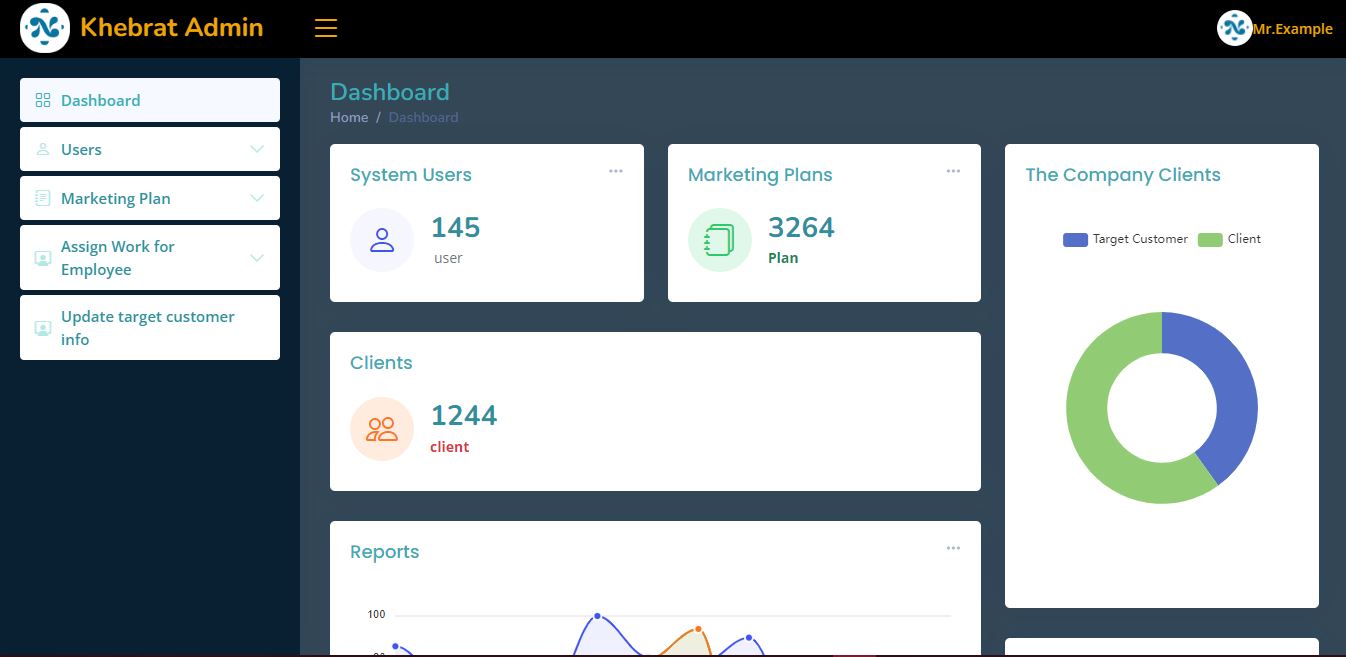 Khebrat Admin
Mr.Example
Dashboard
Users
Marketing Plan
Assign Work for
Employee
Update target customer
info
Dashboard
Home / Dashboard
System Users
145
user
Marketing Plans
3264
Plan
The Company Clients
Target Customer
Client
Clients
1244
client
Reports
100